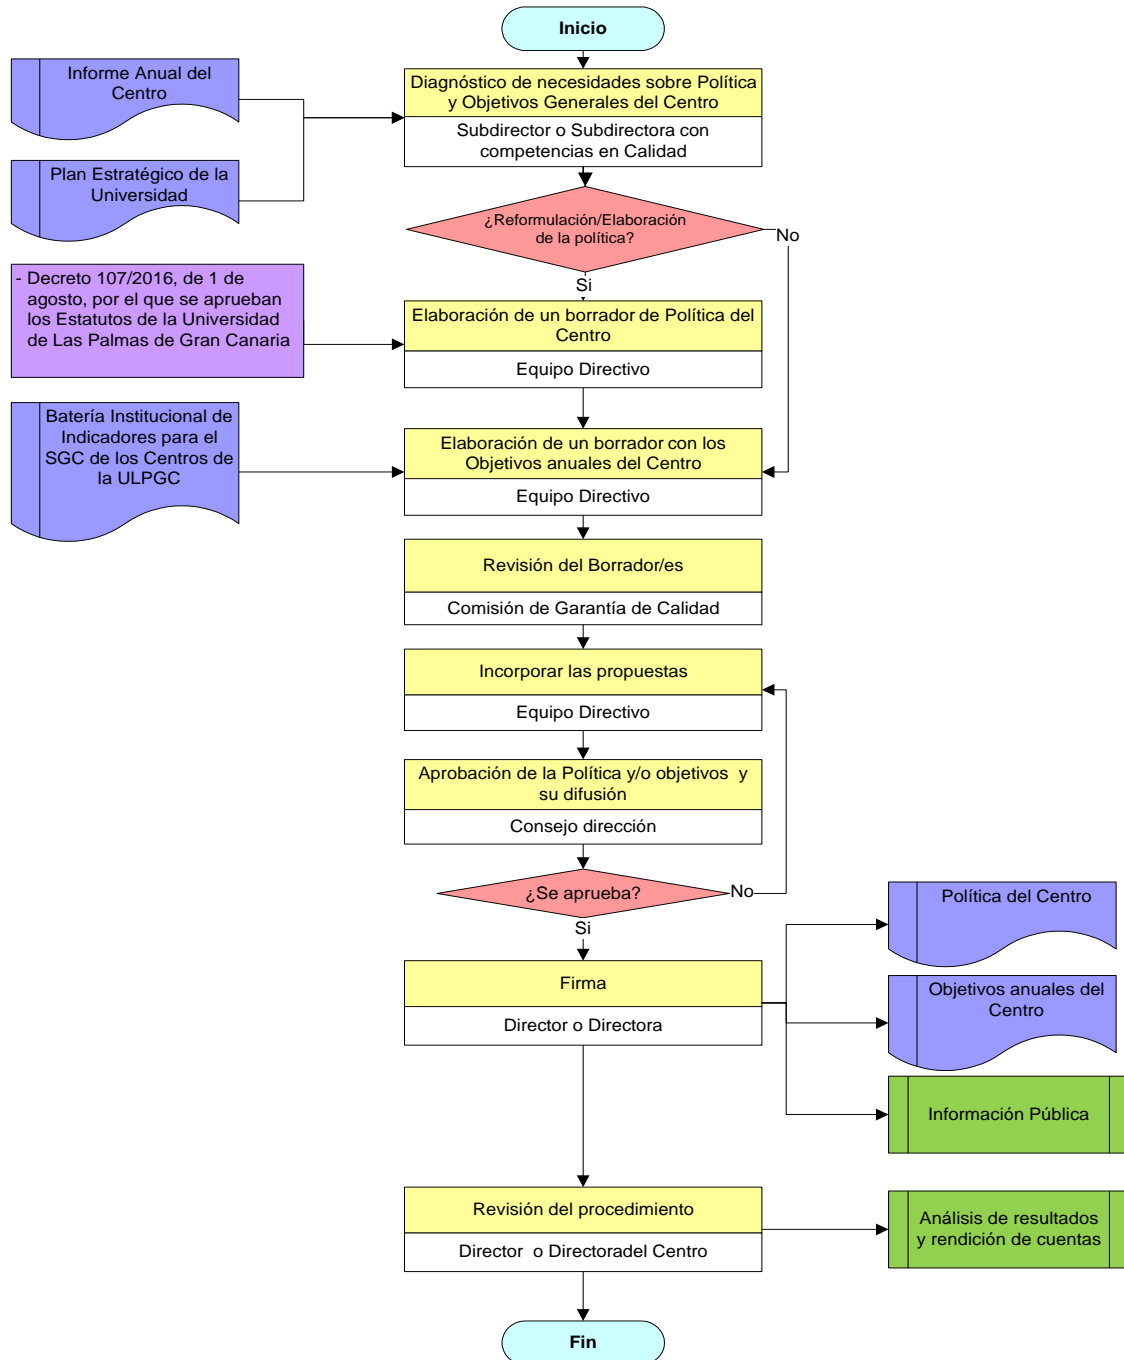 Inicio
Informe Anual del
Centro
Diagnóstico de necesidades sobre Política
y Objetivos Generales del Centro
Subdirector o Subdirectora con
competencias en Calidad
Plan Estratégico de la
Universidad
¿Reformulación/Elaboración
de la política?
No
Si
- Decreto 107/2016, de 1 de
agosto, por el que se aprueban
los Estatutos de la Universidad
de Las Palmas de Gran Canaria
Elaboración de un borrador de Política del
Centro
Equipo Directivo
Batería Institucional de
Indicadores para el
SGC de los Centros de
la ULPGC
Elaboración de un borrador con los
Objetivos anuales del Centro
Equipo Directivo
Revisión del Borrador/es
Comisión de Garantía de Calidad
Incorporar las propuestas
Equipo Directivo
Aprobación de la Política y/o objetivos y
su difusión
Consejo dirección
¿Se aprueba?
No
Si
Política del Centro
Firma
Director o Directora
Objetivos anuales del
Centro
Información Pública
Revisión del procedimiento
Director o Directoradel Centro
Análisis de resultados
y rendición de cuentas
Fin